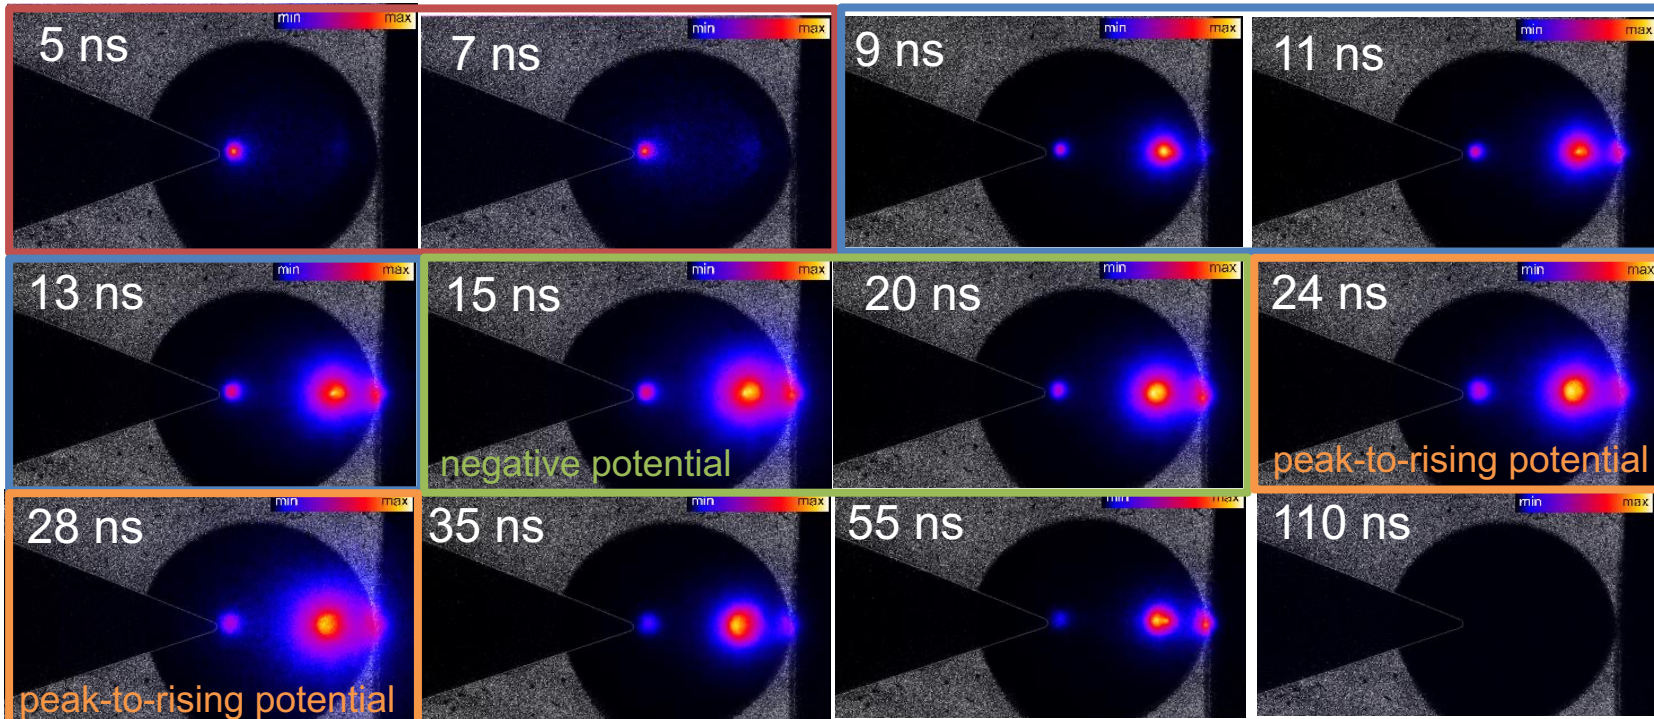 min max
5 ns
min max
7 ns
min max
9 ns
min max
11 ns
min max
13 ns
min max
15 ns
negative potential
min max
20 ns
min max
24 ns
peak-to-rising potential
min max
28 ns
peak-to-rising potential
min max
35 ns
min max
55 ns
min max
110 ns